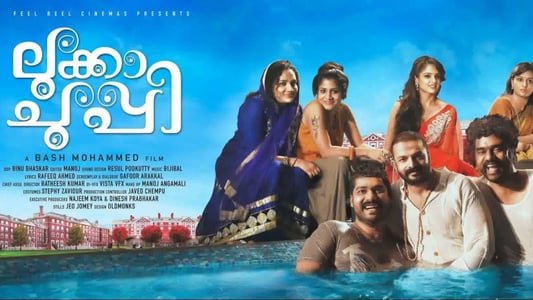 FEEL REEL CINEMAS PRESENTS
ലുക്കാ
ചുപ്പി
A BASH MOHAMMED FILM
DOP BINU BHASKAR EDITOR MANOJ SOUND DESIGN RESUL POOKUTTY MUSIC BIJIBAL
LYRICS RAFEEQ AHMED SCREENPLAY & DIALOGUE GAFOOR ARAKKAL
CHIEF ASSO. DIRECTOR RATHEESH KUMAR DI-VFX VISTA VFX MAKE UP MANOJ ANGAMALI
COSTUMES STEPHY ZAVIOUR PRODUCTION CONTROLLER JAVED CHEMPU
EXECUTIVE PRODUCERS NAJEEM KOYA & DINESH PRABHAKAR
STILLS JEO JOMEY DESIGN OLDMONKS